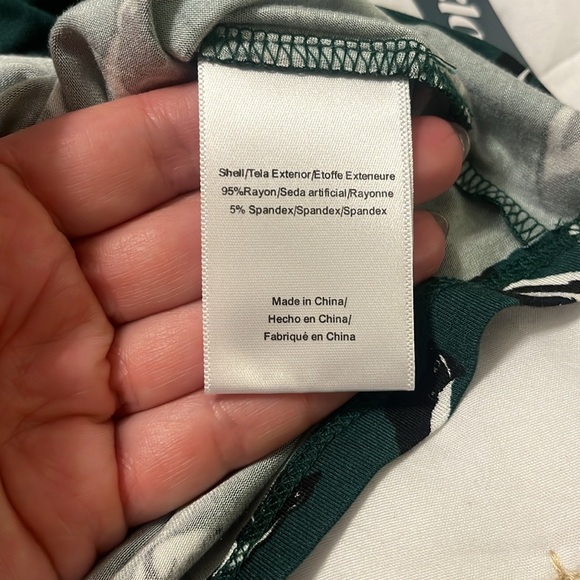 Shell/Tela Exterior/Etoffe Exteneure
95%Rayon/Seda artificial/Rayonne
5% Spandex/Spandex/Spandex
Made in China/
Hecho en China/
Fabriqué en China